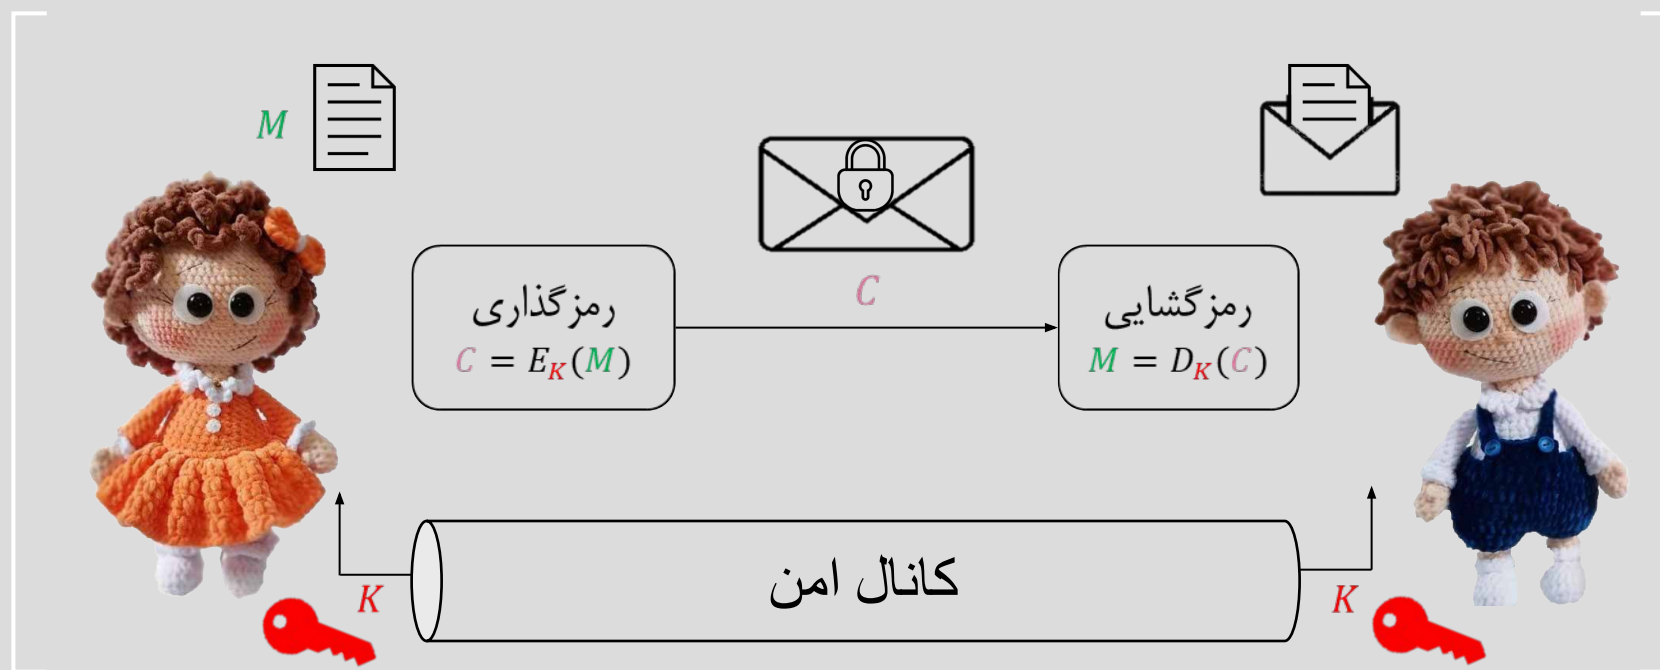 M
C
رمزگذاری
C = E_K(M)
رمزگشایی
M = D_K(C)
کانال امن
K
K